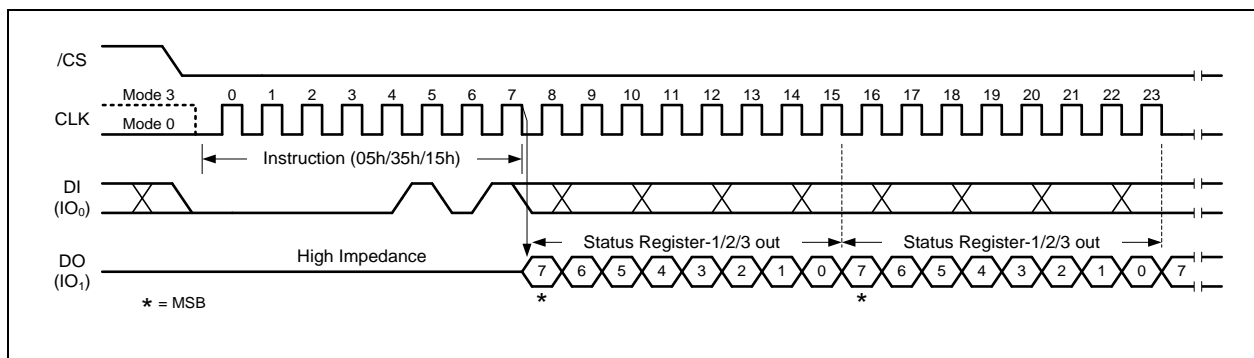 /CS
Mode 3
0 1 2 3 4 5 6 7 8 9 10 11 12 13 14 15 16 17 18 19 20 21 22 23
CLK
Mode 0
Instruction (05h/35h/15h)
DI
(IO₀)
Status Register-1/2/3 out Status Register-1/2/3 out
High Impedance
DO
(IO₁)
7 6 5 4 3 2 1 0 7 6 5 4 3 2 1 0 7
* *
* = MSB